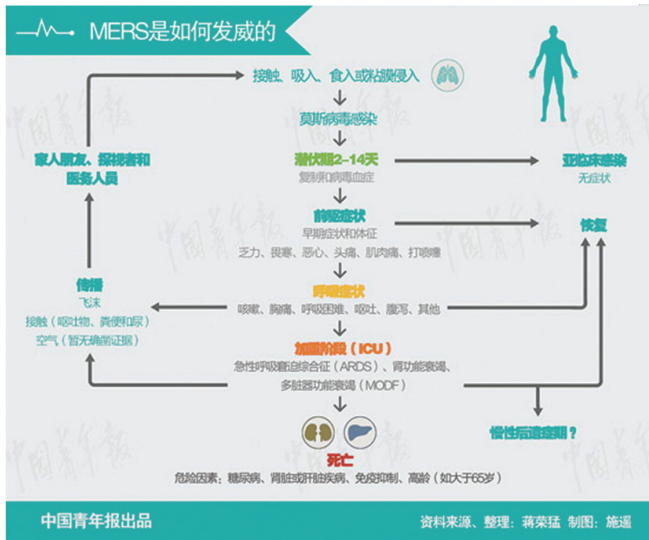 MERS是如何发威的
接触、吸入、食入或粘膜侵入
莫斯病毒感染
家人朋友、探视者和
医务人员
潜伏期2-14天
复制和病毒血症
亚临床感染
无症状
前驱症状
早期症状和体征
乏力、畏寒、恶心、头痛、肌肉痛、打喷嚏
恢复
传播
飞沫
接触（呕吐物、粪便和尿）
空气（暂无确凿证据）
呼吸症状
咳嗽、胸痛、呼吸困难、呕吐、腹泻、其他
加重阶段（ICU）
急性呼吸窘迫综合征（ARDS）、肾功能衰竭、
多脏器功能衰竭（MODF）
慢性后遗症期？
死亡
危险因素：糖尿病、肾脏或肝脏疾病、免疫抑制、高龄（如大于65岁）
中国青年报出品
资料来源、整理：蒋荣猛 制图：施遥
中国青年报